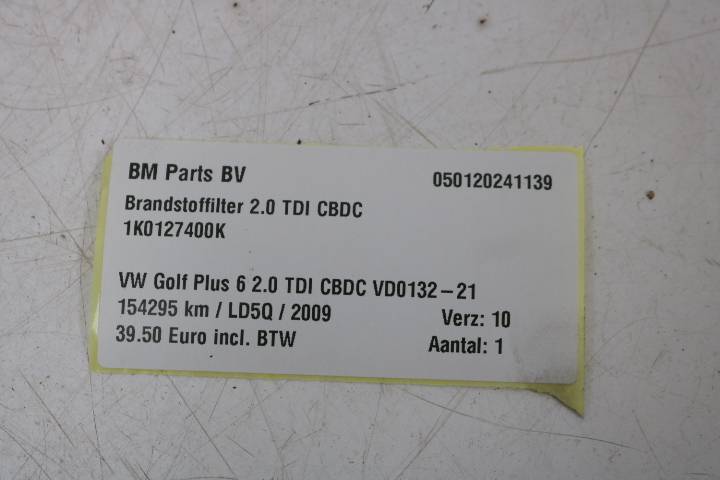 BM Parts BV 050120241139
Brandstoffilter 2.0 TDI CBDC
1K0127400K
VW Golf Plus 6 2.0 TDI CBDC VD0132-21
154295 km / LD5Q / 2009 Verz: 10
39.50 Euro incl. BTW Aantal: 1